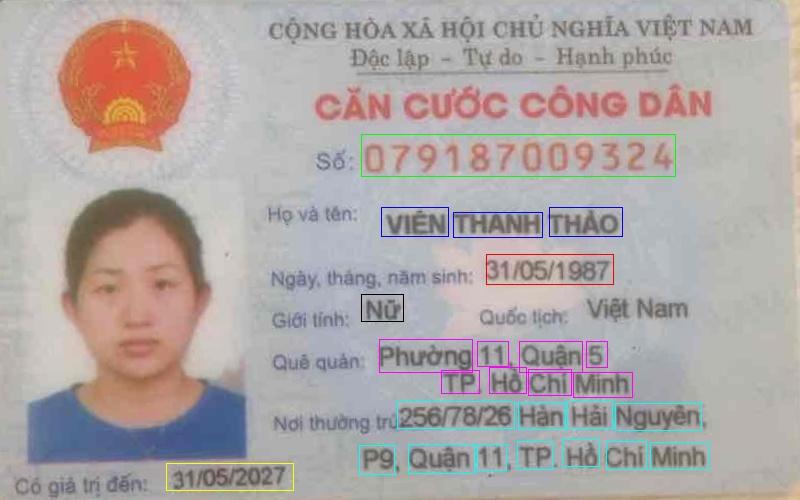 CỘNG HÒA XÃ HỘI CHỦ NGHĨA VIỆT NAM
Độc lập - Tự do - Hạnh phúc
CĂN CƯỚC CÔNG DÂN
Số: 079187009324
Họ và tên: VIÊN THANH THẢO
Ngày, tháng, năm sinh: 31/05/1987
Giới tính: Nữ Quốc tịch: Việt Nam
Quê quán: Phường 11, Quận 5
TP. Hồ Chí Minh
Nơi thường trú: 256/78/26 Hàn Hải Nguyên,
P9, Quận 11, TP. Hồ Chí Minh
Có giá trị đến: 31/05/2027